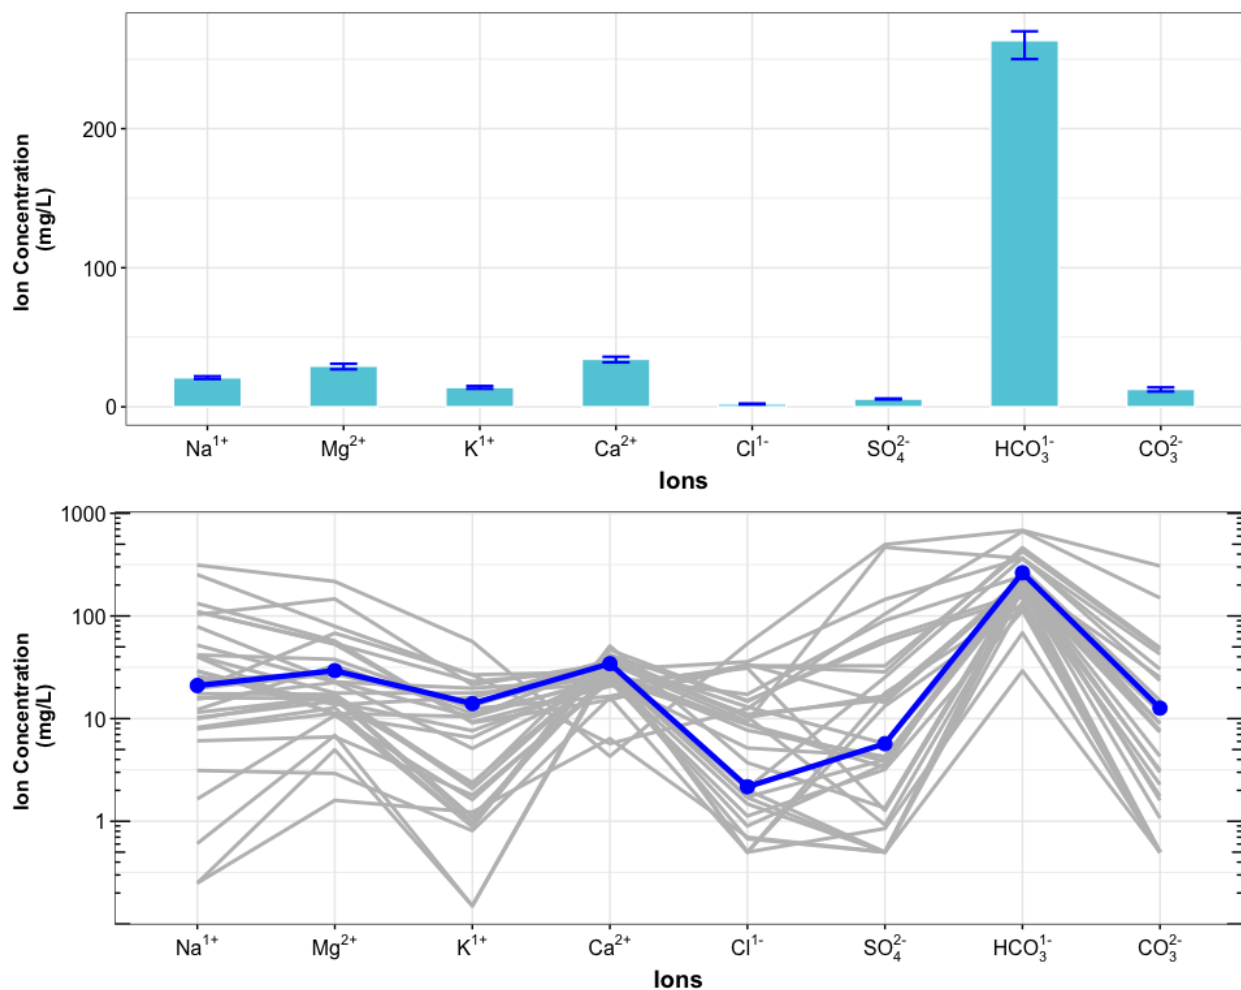 Ion Concentration
(mg/L)
200
100
0
Na¹⁺ Mg²⁺ K¹⁺ Ca²⁺ Cl¹⁻ SO₄²⁻ HCO₃¹⁻ CO₃²⁻
Ions
Ion Concentration
(mg/L)
1000
100
10
1
Na¹⁺ Mg²⁺ K¹⁺ Ca²⁺ Cl¹⁻ SO₄²⁻ HCO₃¹⁻ CO₃²⁻
Ions